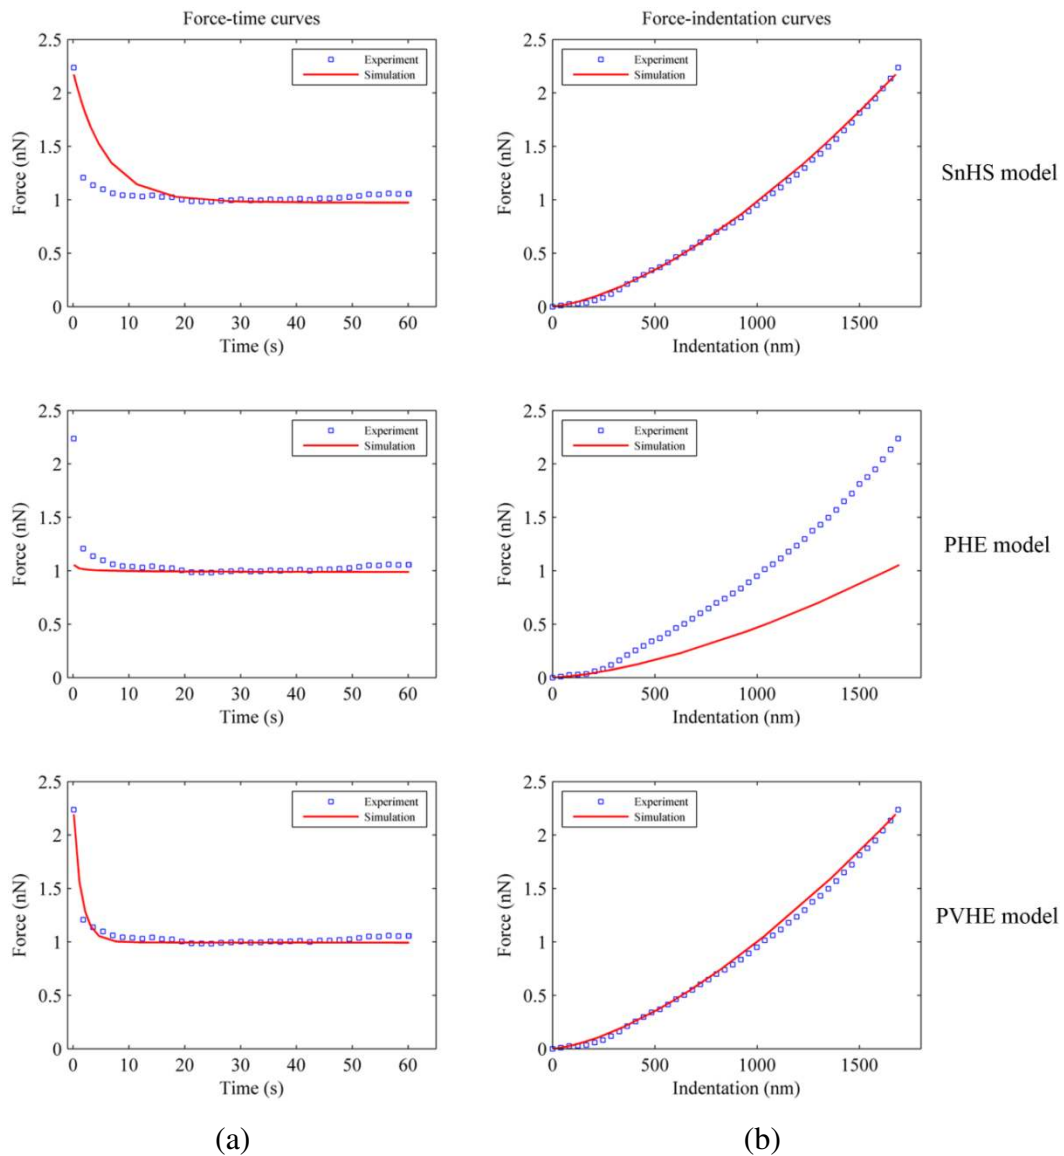 Force-time curves
Force-indentation curves
2.5
2
1.5
1
0.5
0
Force (nN)
Experiment
Simulation
0 10 20 30 40 50 60
Time (s)
2.5
2
1.5
1
0.5
0
Force (nN)
Experiment
Simulation
0 500 1000 1500
Indentation (nm)
SnHS model
2.5
2
1.5
1
0.5
0
Force (nN)
Experiment
Simulation
0 10 20 30 40 50 60
Time (s)
2.5
2
1.5
1
0.5
0
Force (nN)
Experiment
Simulation
0 500 1000 1500
Indentation (nm)
PHE model
2.5
2
1.5
1
0.5
0
Force (nN)
Experiment
Simulation
0 10 20 30 40 50 60
Time (s)
2.5
2
1.5
1
0.5
0
Force (nN)
Experiment
Simulation
0 500 1000 1500
Indentation (nm)
PVHE model
(a)
(b)